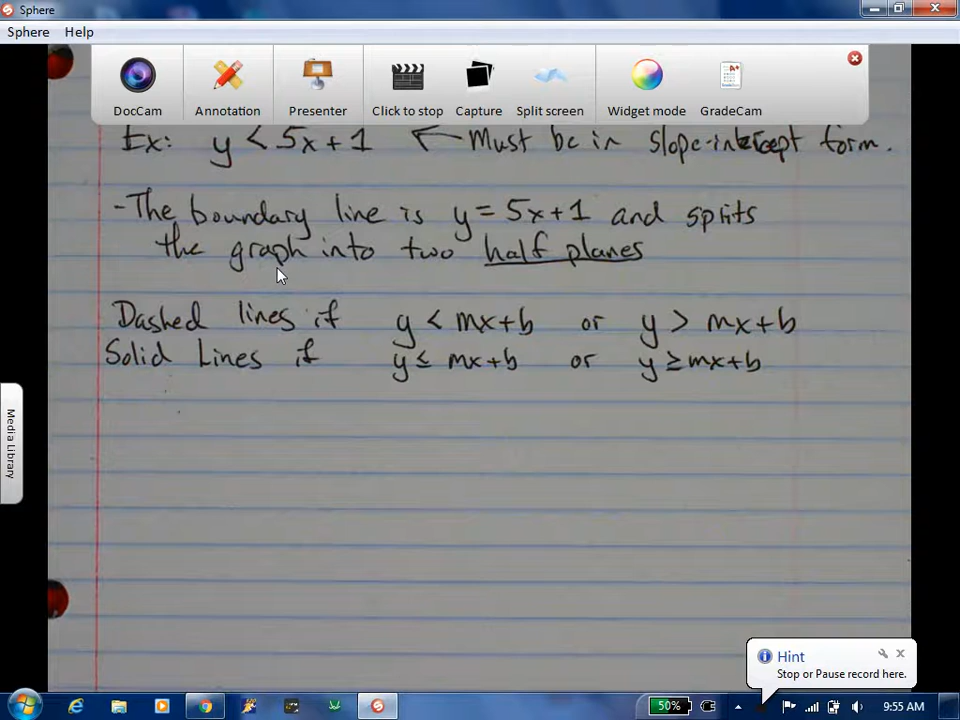 Sphere
Sphere Help
DocCam Annotation Presenter Click to stop Capture Split screen Widget mode GradeCam
Ex: y < 5x+1 ← Must be in slope-intercept form.
-The boundary line is y = 5x+1 and splits
the graph into two half planes
Dashed lines if y < mx+b or y > mx+b
Solid Lines if y ≤ mx+b or y ≥ mx+b
Media Library
Hint
Stop or Pause record here.
50% 9:55 AM